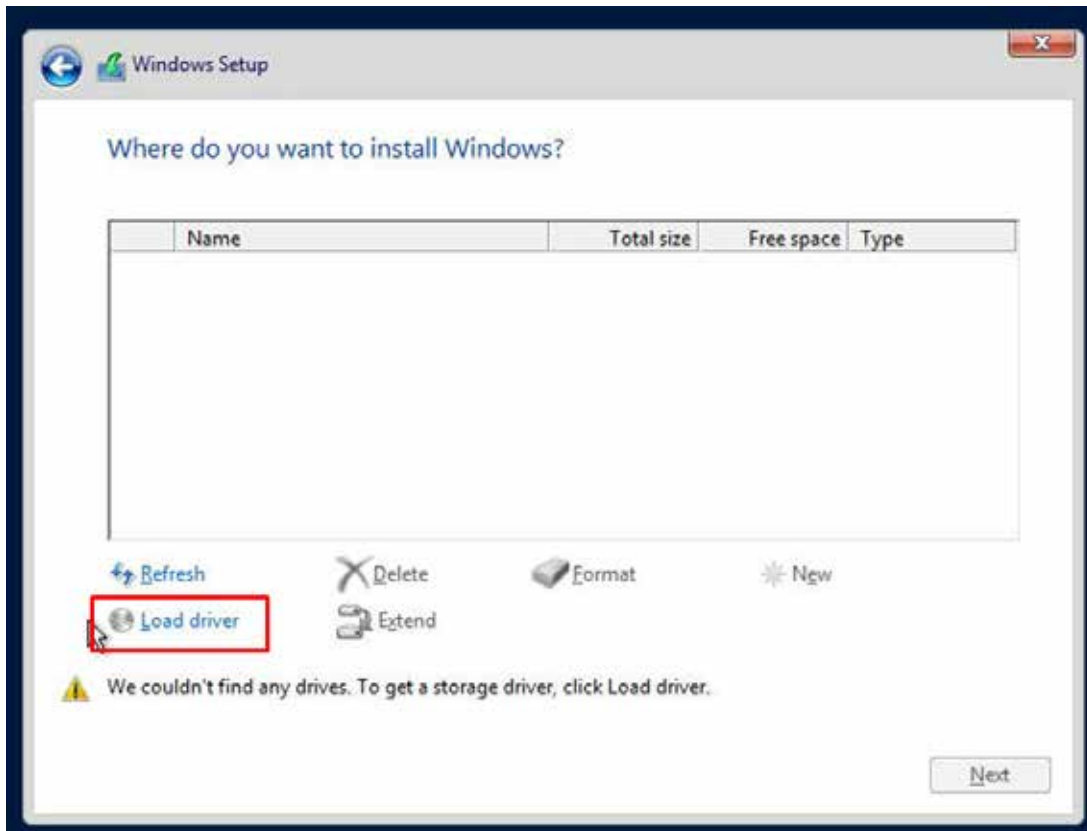 Windows Setup
Where do you want to install Windows?
Name Total size Free space Type
Refresh Delete Format New
Load driver Extend
We couldn't find any drives. To get a storage driver, click Load driver.
Next